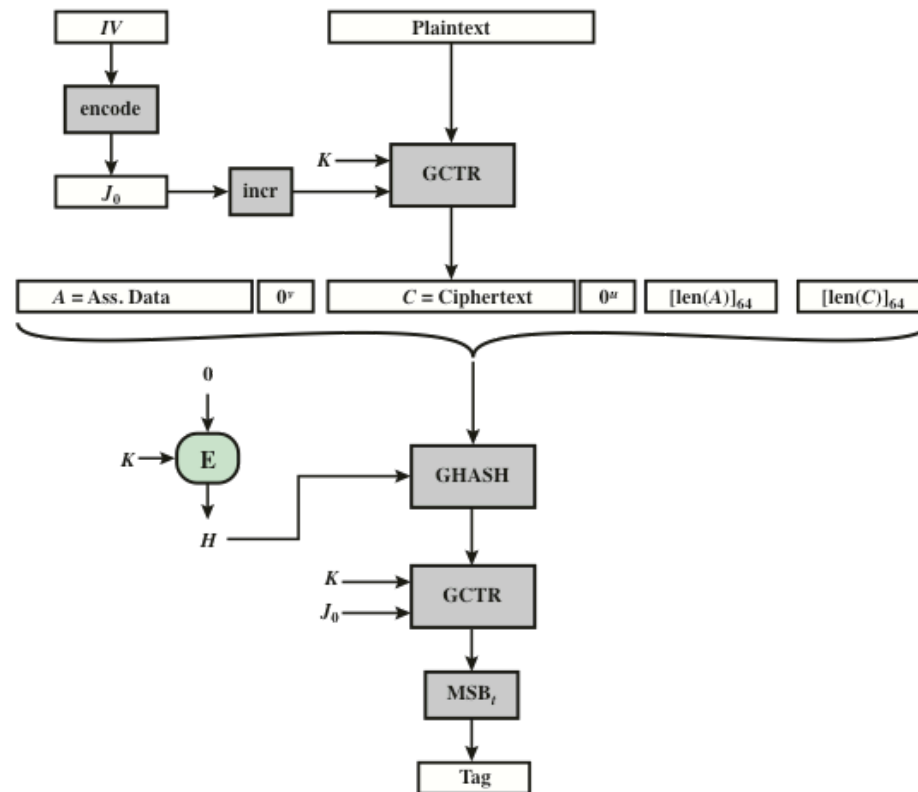 IV
Plaintext
encode
K
GCTR
J₀
incr
A = Ass. Data
0ᵛ
C = Ciphertext
0ᵘ
[len(A)]₆₄
[len(C)]₆₄
0
K
E
GHASH
H
K
GCTR
J₀
MSBₜ
Tag